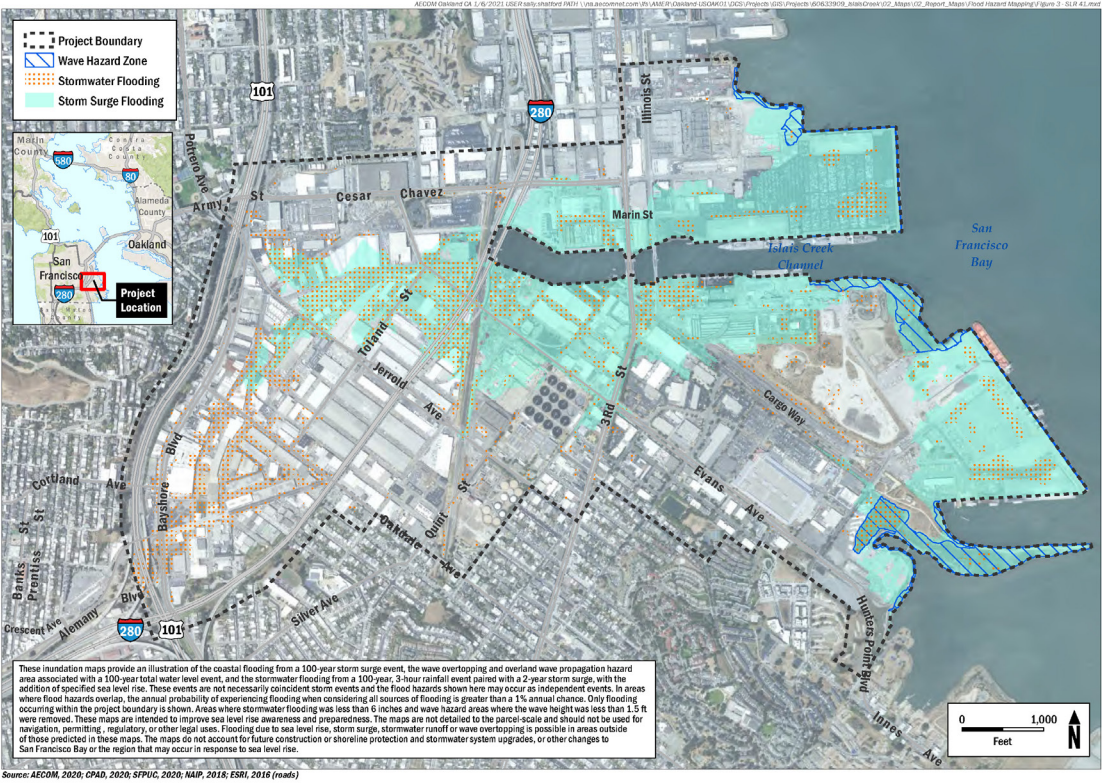 AECOM Oakland CA 1/6/2021 USER sally.shatford PATH \\na.aecomnet.com\lfs\AMER\Oakland-USOAK01\DCS\Projects\GIS\Projects\60633909_IslaisCreek\02_Maps\02_Report_Maps\Flood Hazard Mapping\Figure 3 - SLR 41.mxd
Project Boundary
Wave Hazard Zone
Stormwater Flooding
Storm Surge Flooding
101
280
Illinois St
Marin
County
580
Contra
Costa
County
80
Alameda
County
101
Oakland
San
Francisco
280
San Mateo
County
Project
Location
Potrero Ave
Army St
Cesar Chavez
Marin St
Islais Creek
Channel
San
Francisco
Bay
Toland St
Jerrold Ave
3Rd St
Cargo Way
Evans Ave
Cortland Ave
Bayshore Blvd
Quint St
Oakdale Ave
Banks St
Prentiss St
Crescent Ave
Alemany Blvd
280
101
Silver Ave
Hunters Point Blvd
Innes Ave
These inundation maps provide an illustration of the coastal flooding from a 100-year storm surge event, the wave overtopping and overland wave propagation hazard
area associated with a 100-year total water level event, and the stormwater flooding from a 100-year, 3-hour rainfall event paired with a 2-year storm surge, with the
addition of specified sea level rise. These events are not necessarily coincident storm events and the flood hazards shown here may occur as independent events. In areas
where flood hazards overlap, the annual probability of experiencing flooding when considering all sources of flooding is greater than a 1% annual chance. Only flooding
occurring within the project boundary is shown. Areas where stormwater flooding was less than 6 inches and wave hazard areas where the wave height was less than 1.5 ft
were removed. These maps are intended to improve sea level rise awareness and preparedness. The maps are not detailed to the parcel-scale and should not be used for
navigation, permitting , regulatory, or other legal uses. Flooding due to sea level rise, storm surge, stormwater runoff or wave overtopping is possible in areas outside
of those predicted in these maps. The maps do not account for future construction or shoreline protection and stormwater system upgrades, or other changes to
San Francisco Bay or the region that may occur in response to sea level rise.
0 1,000
Feet
N
Source: AECOM, 2020; CPAD, 2020; SFPUC, 2020; NAIP, 2018; ESRI, 2016 (roads)